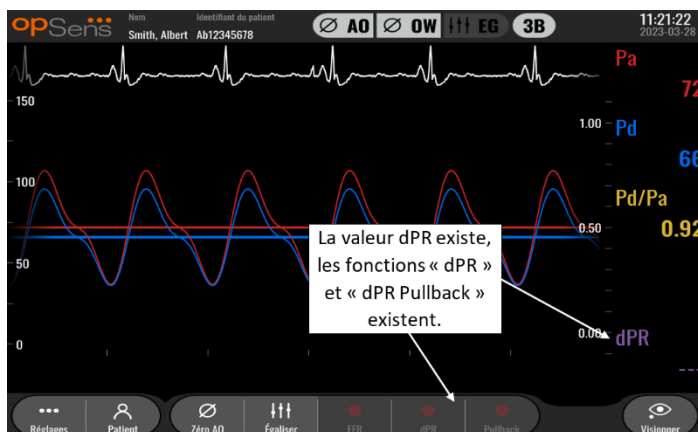 opSens
Nom
Identifiant du patient
Smith, Albert
Ab12345678
Ø AO
Ø OW
EG
3B
11:21:22
2023-03-28
Pa
72
150
1.00
Pd
66
100
Pd/Pa
0.92
0.50
La valeur dPR existe,
les fonctions « dPR »
et « dPR Pullback »
existent.
50
0.00
dPR
---
0
Réglages
Patient
Zéro AO
Égaliser
FFR
dPR
Pullback
Visionner